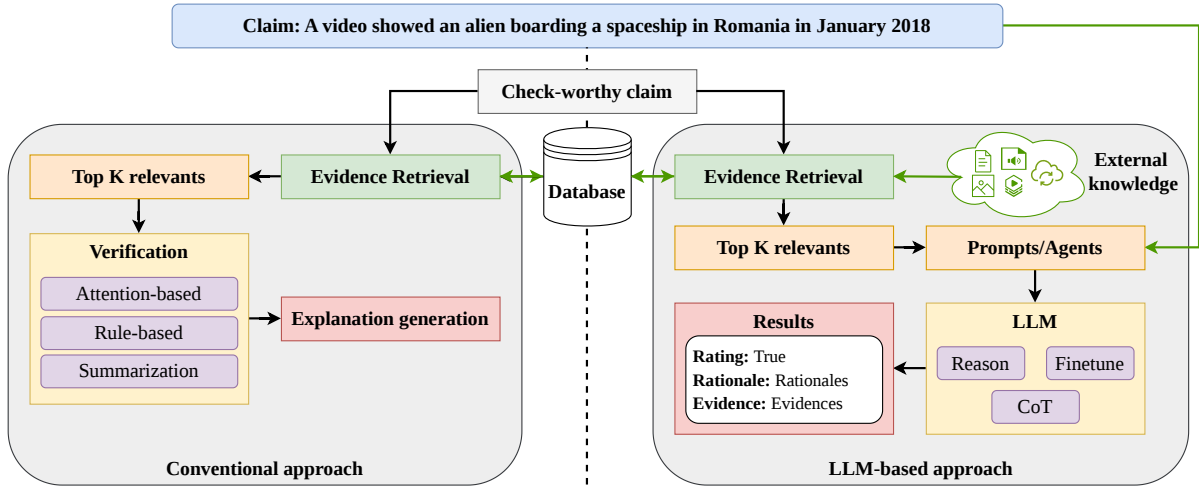 Claim: A video showed an alien boarding a spaceship in Romania in January 2018
Check-worthy claim
Top K relevants
Evidence Retrieval
Database
Verification
Attention-based
Rule-based
Summarization
Explanation generation
Conventional approach
Evidence Retrieval
External
knowledge
Top K relevants
Prompts/Agents
Results
Rating: True
Rationale: Rationales
Evidence: Evidences
LLM
Reason
Finetune
CoT
LLM-based approach